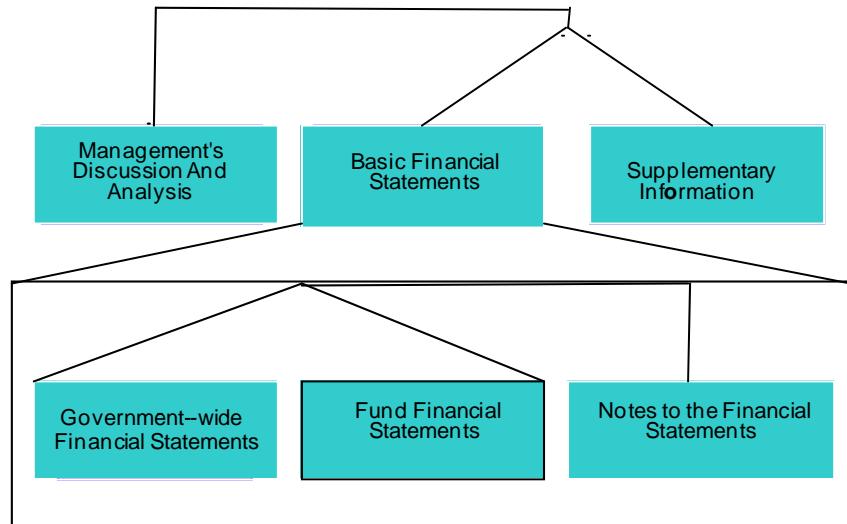 Management's
Discussion And
Analysis
Basic Financial
Statements
Supplementary
Information
Government--wide
Financial Statements
Fund Financial
Statements
Notes to the Financial
Statements